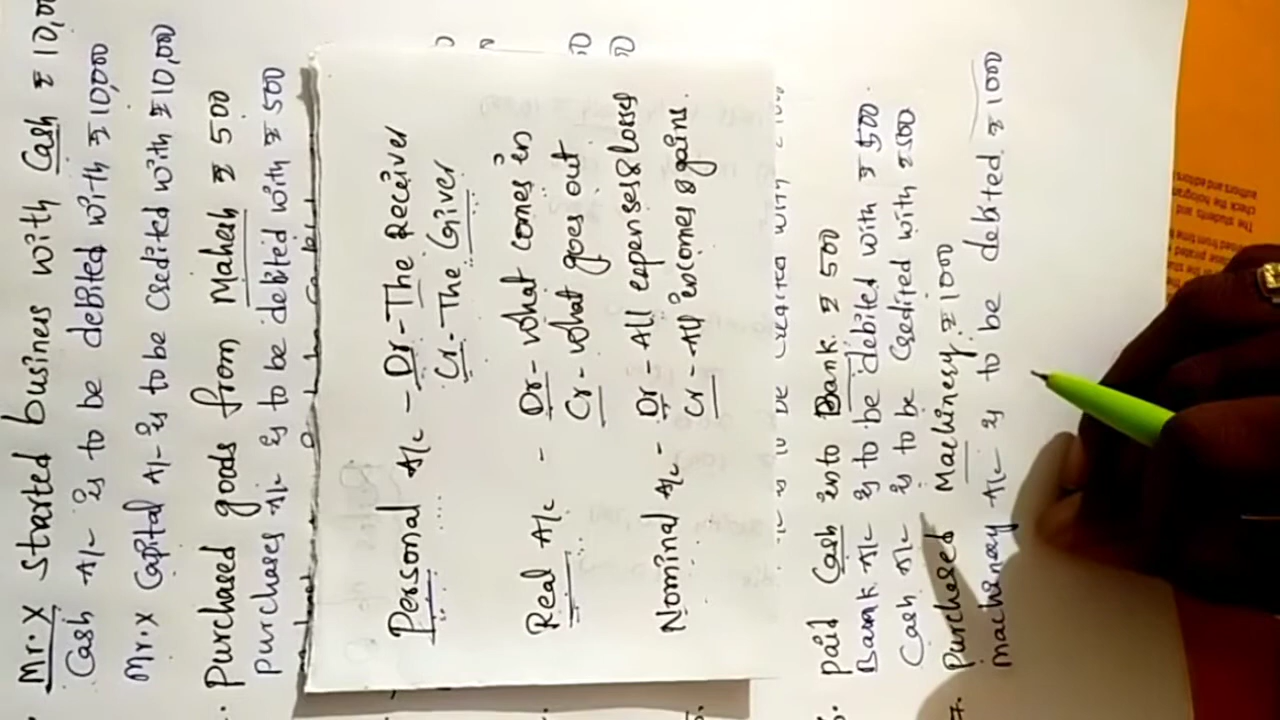 Mr. X Started business with Cash ₹ 10,00
Cash A/c is to be debited with ₹ 10,000
Mr. X Capital A/c is to be Credited with ₹ 10,000
Purchased goods from Mahesh ₹ 500
purchases A/c is to be debited with ₹ 500
Personal A/c - Dr - The Receiver
Cr - The Giver
Real A/c - Dr - what comes in
Cr - what goes out
Nominal A/c - Dr - All expenses & losses
Cr - All incomes & gains.
paid Cash into Bank ₹ 500
Bank A/c is to be debited with ₹ 500
Cash A/c is to be Credited with ₹ 500
7. Purchased Machinery ₹ 1000
machinery A/c is to be debited ₹ 1000